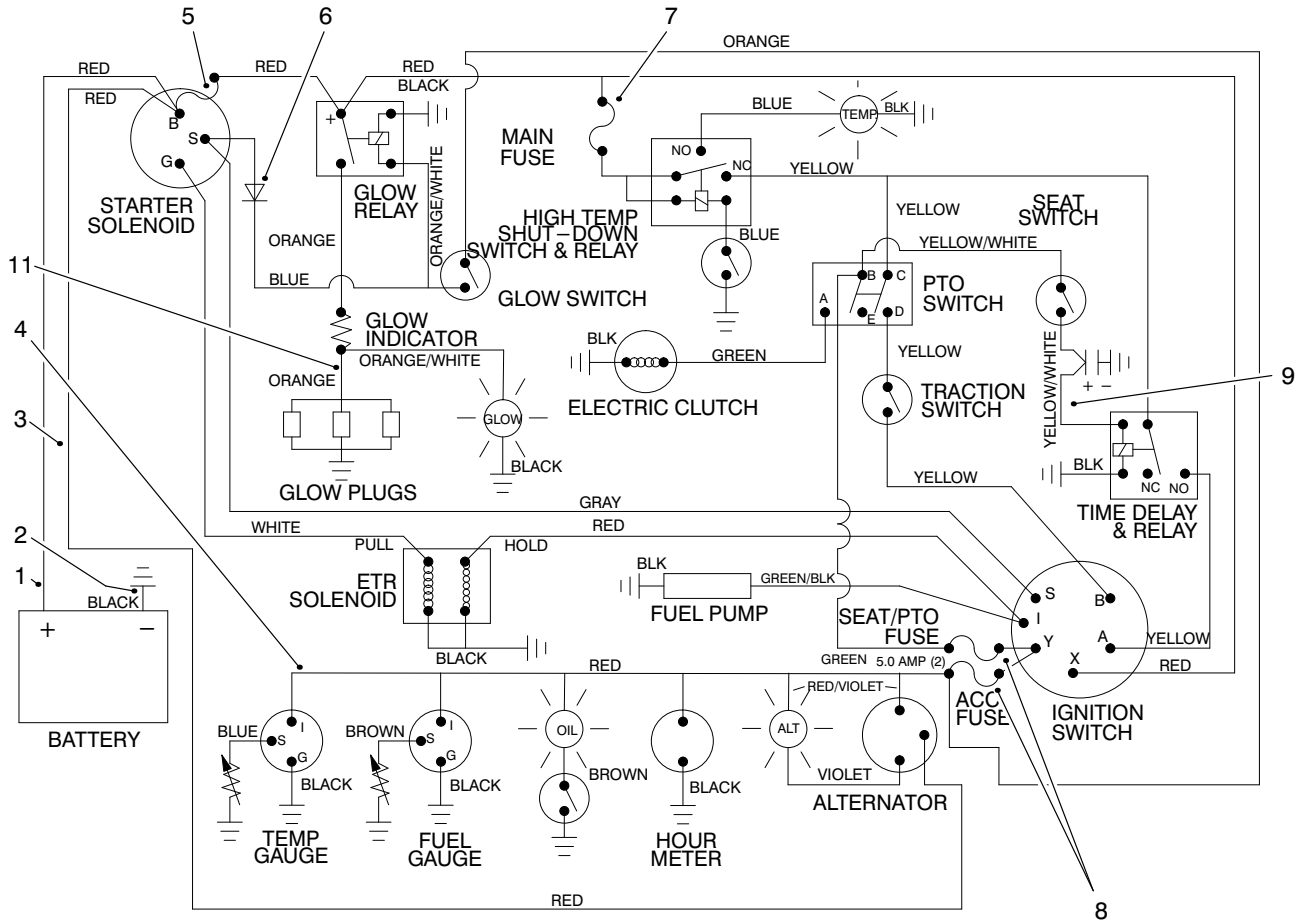 5
6
7
ORANGE
RED
RED
RED
RED
BLACK
B
S
G
+
STARTER
SOLENOID
GLOW
RELAY
ORANGE/WHITE
MAIN
FUSE
BLUE
TEMP
BLK
NO
NC
YELLOW
HIGH TEMP
SHUT–DOWN
SWITCH & RELAY
BLUE
YELLOW
SEAT
SWITCH
YELLOW/WHITE
ORANGE
BLUE
GLOW SWITCH
A
B
C
E
D
PTO
SWITCH
11
4
3
2
1
GLOW
INDICATOR
ORANGE/WHITE
ORANGE
GLOW
BLACK
GLOW PLUGS
BLK
GREEN
ELECTRIC CLUTCH
YELLOW
TRACTION
SWITCH
YELLOW/WHITE
+ −
9
BLK
NC
NO
TIME DELAY
& RELAY
YELLOW
GRAY
WHITE
RED
PULL
HOLD
ETR
SOLENOID
BLACK
BLK
GREEN/BLK
FUEL PUMP
SEAT/PTO
FUSE
S
I
Y
B
A
X
YELLOW
RED
BLACK
+
−
BATTERY
RED
GREEN
5.0 AMP (2)
ACC
FUSE
IGNITION
SWITCH
BLUE
I
S
G
BLACK
TEMP
GAUGE
BROWN
I
S
G
BLACK
FUEL
GAUGE
OIL
BROWN
BLACK
HOUR
METER
ALT
RED/VIOLET
VIOLET
ALTERNATOR
RED
8